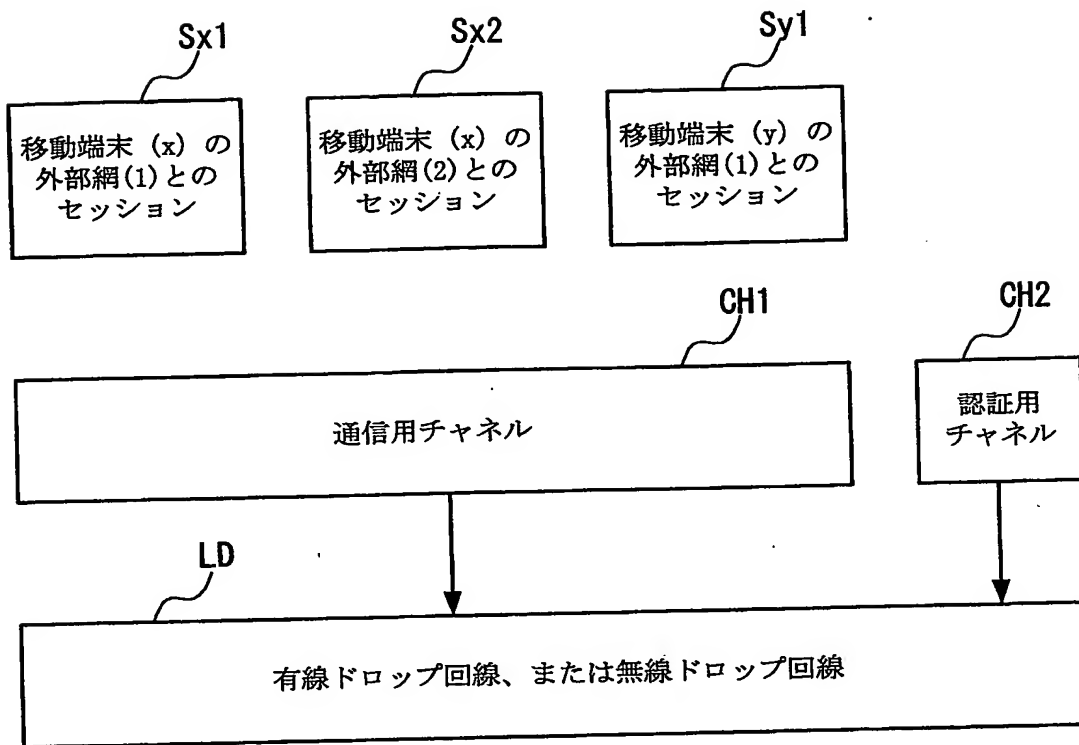 Sx1
Sx2
Sy1
移動端末（x）の
外部網(1)との
セッション
移動端末（x）の
外部網(2)との
セッション
移動端末（y）の
外部網(1)との
セッション
CH1
CH2
通信用チャネル
認証用
チャネル
LD
有線ドロップ回線、または無線ドロップ回線